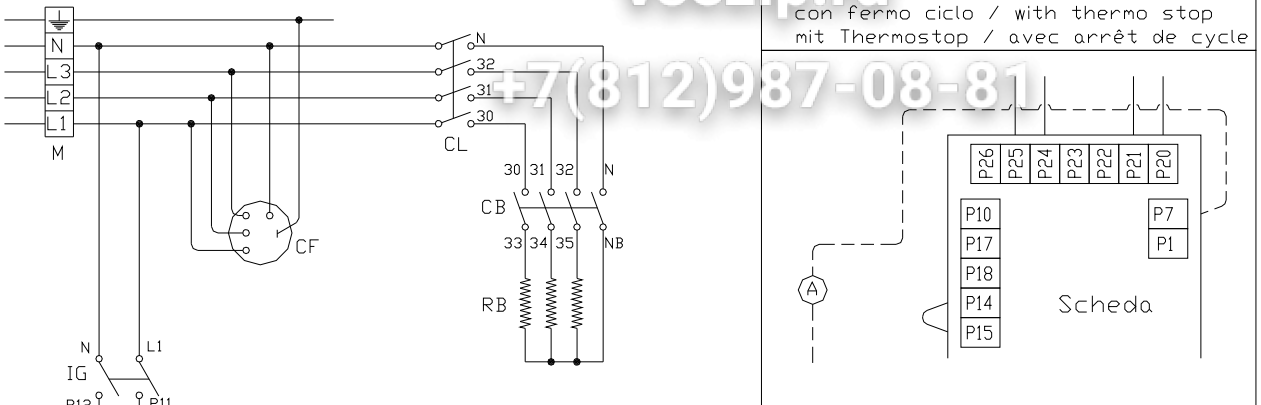 con fermo ciclo / with thermo stop
mit Thermostop / avec arrêt de cycle
+7(812)987-08-81
N
L3
L2
L1
M
N
32
31
30
CL
30 31 32 N
CB
33 34 35 NB
RB
CF
N L1
IG
P11
P26 P25 P24 P23 P22 P21 P20
P10
P17
P18
P14
P15
P7
P1
Scheda
A